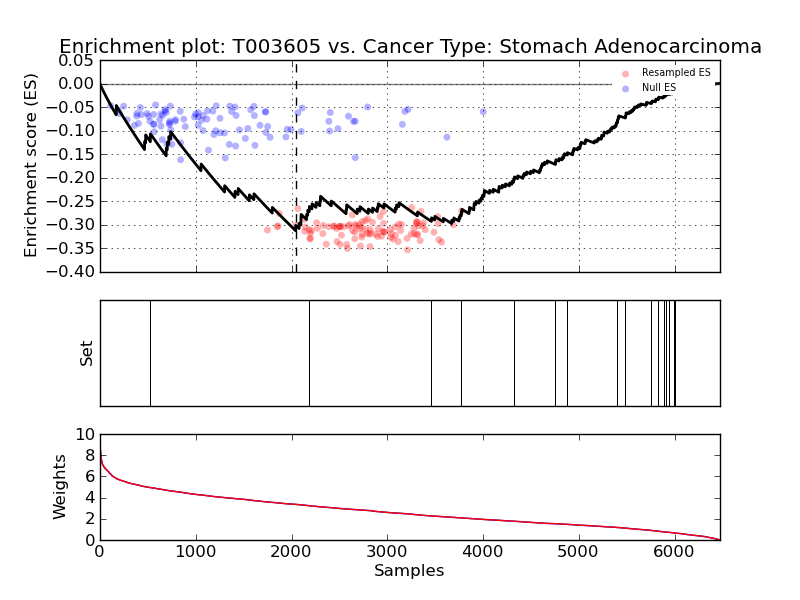 Enrichment plot: T003605 vs. Cancer Type: Stomach Adenocarcinoma
Enrichment score (ES)
0.05
0.00
−0.05
−0.10
−0.15
−0.20
−0.25
−0.30
−0.35
−0.40
Resampled ES
Null ES
Set
Weights
10
8
6
4
2
0
0 1000 2000 3000 4000 5000 6000
Samples